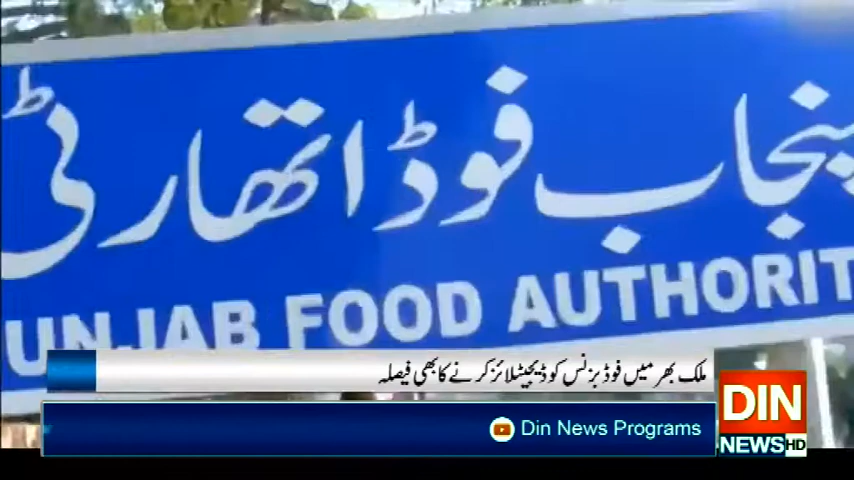 پنجاب فوڈ اتھارٹی
UNJAB FOOD AUTHORIT
ملک بھر میں فوڈ بزنس کو ڈیجیٹلائز کرنے کا بھی فیصلہ
Din News Programs
DIN
NEWS HD